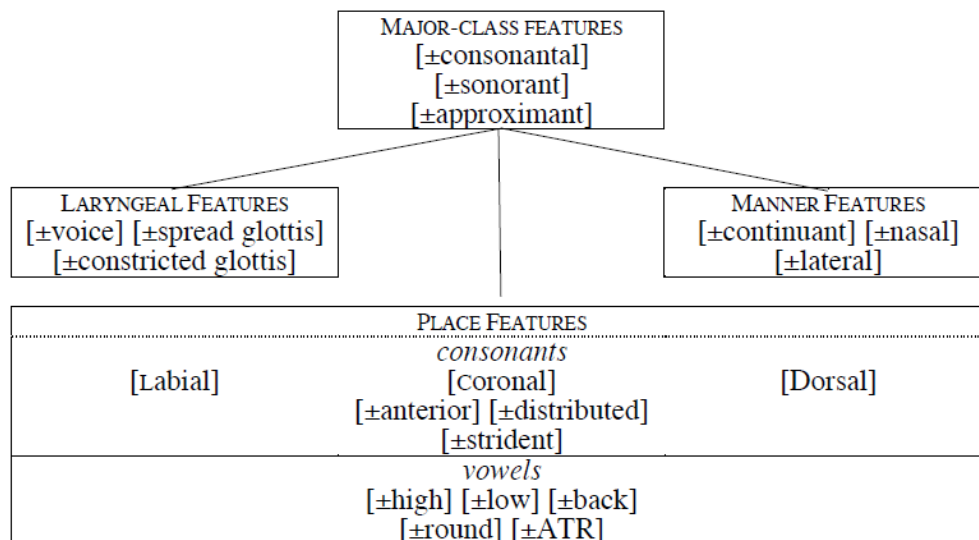 MAJOR-CLASS FEATURES
[±consonantal]
[±sonorant]
[±approximant]
LARYNGEAL FEATURES
[±voice] [±spread glottis]
[±constricted glottis]
MANNER FEATURES
[±continuant] [±nasal]
[±lateral]
PLACE FEATURES
consonants
[Labial] [Coronal] [Dorsal]
[±anterior] [±distributed]
[±strident]
vowels
[±high] [±low] [±back]
[±round] [±ATR]